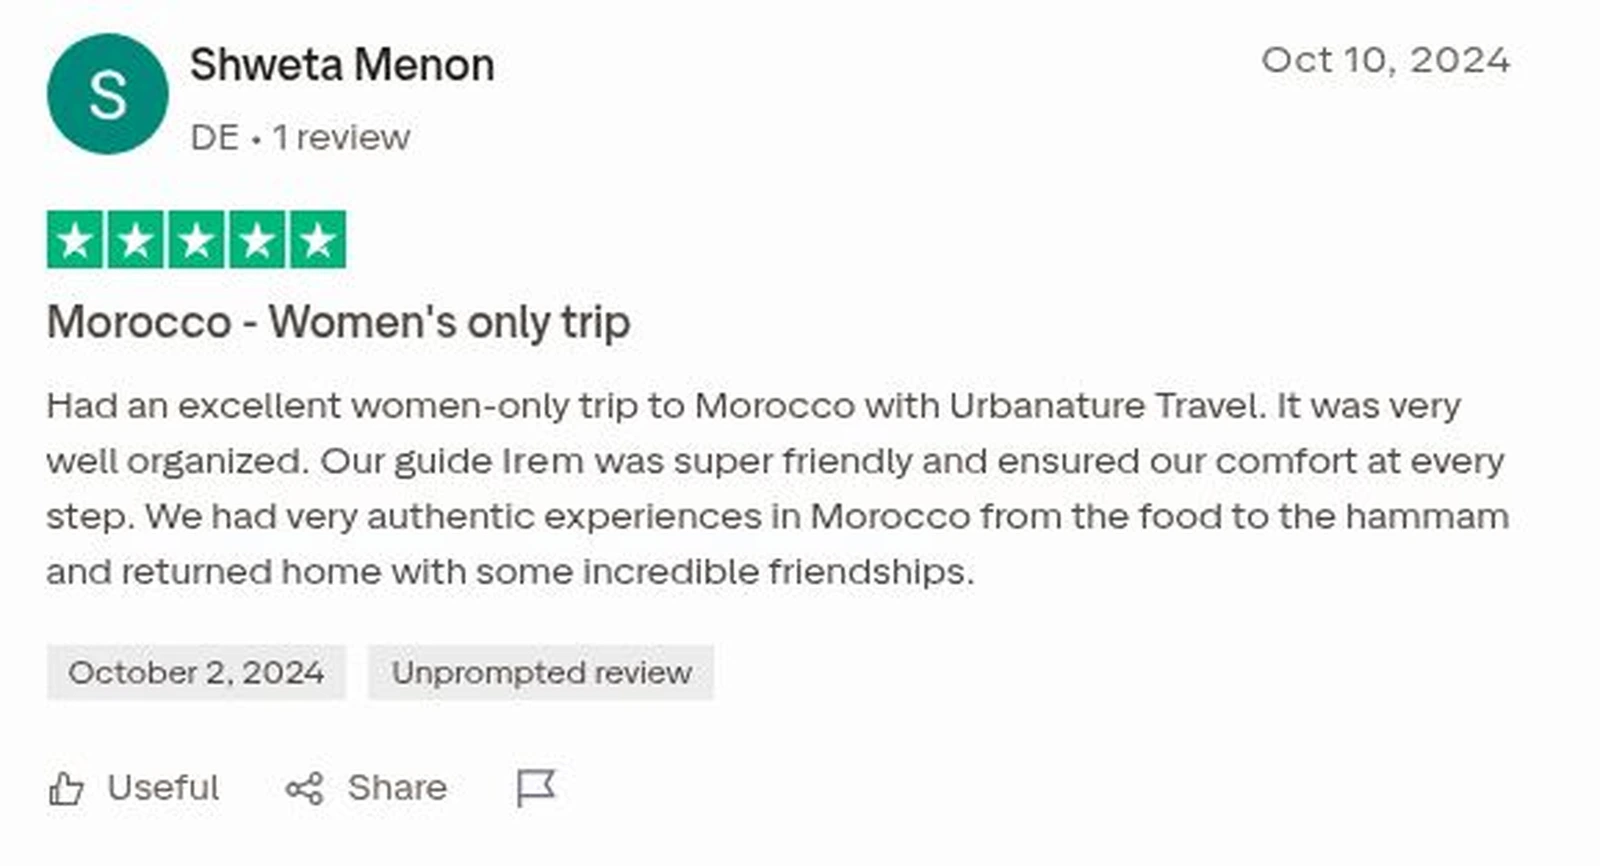 S
Shweta Menon
Oct 10, 2024
DE • 1 review
Morocco - Women's only trip
Had an excellent women-only trip to Morocco with Urbanature Travel. It was very
well organized. Our guide Irem was super friendly and ensured our comfort at every
step. We had very authentic experiences in Morocco from the food to the hammam
and returned home with some incredible friendships.
October 2, 2024
Unprompted review
Useful
Share